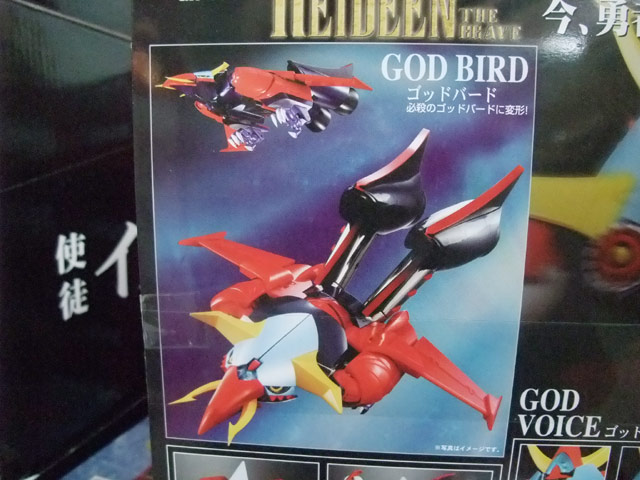 REIDEEN THE
BRAVE
今、勇者
GOD BIRD
ゴッドバード
必殺のゴッドバードに変形!
使徒
※写真はイメージです。
GOD
VOICE ゴッド